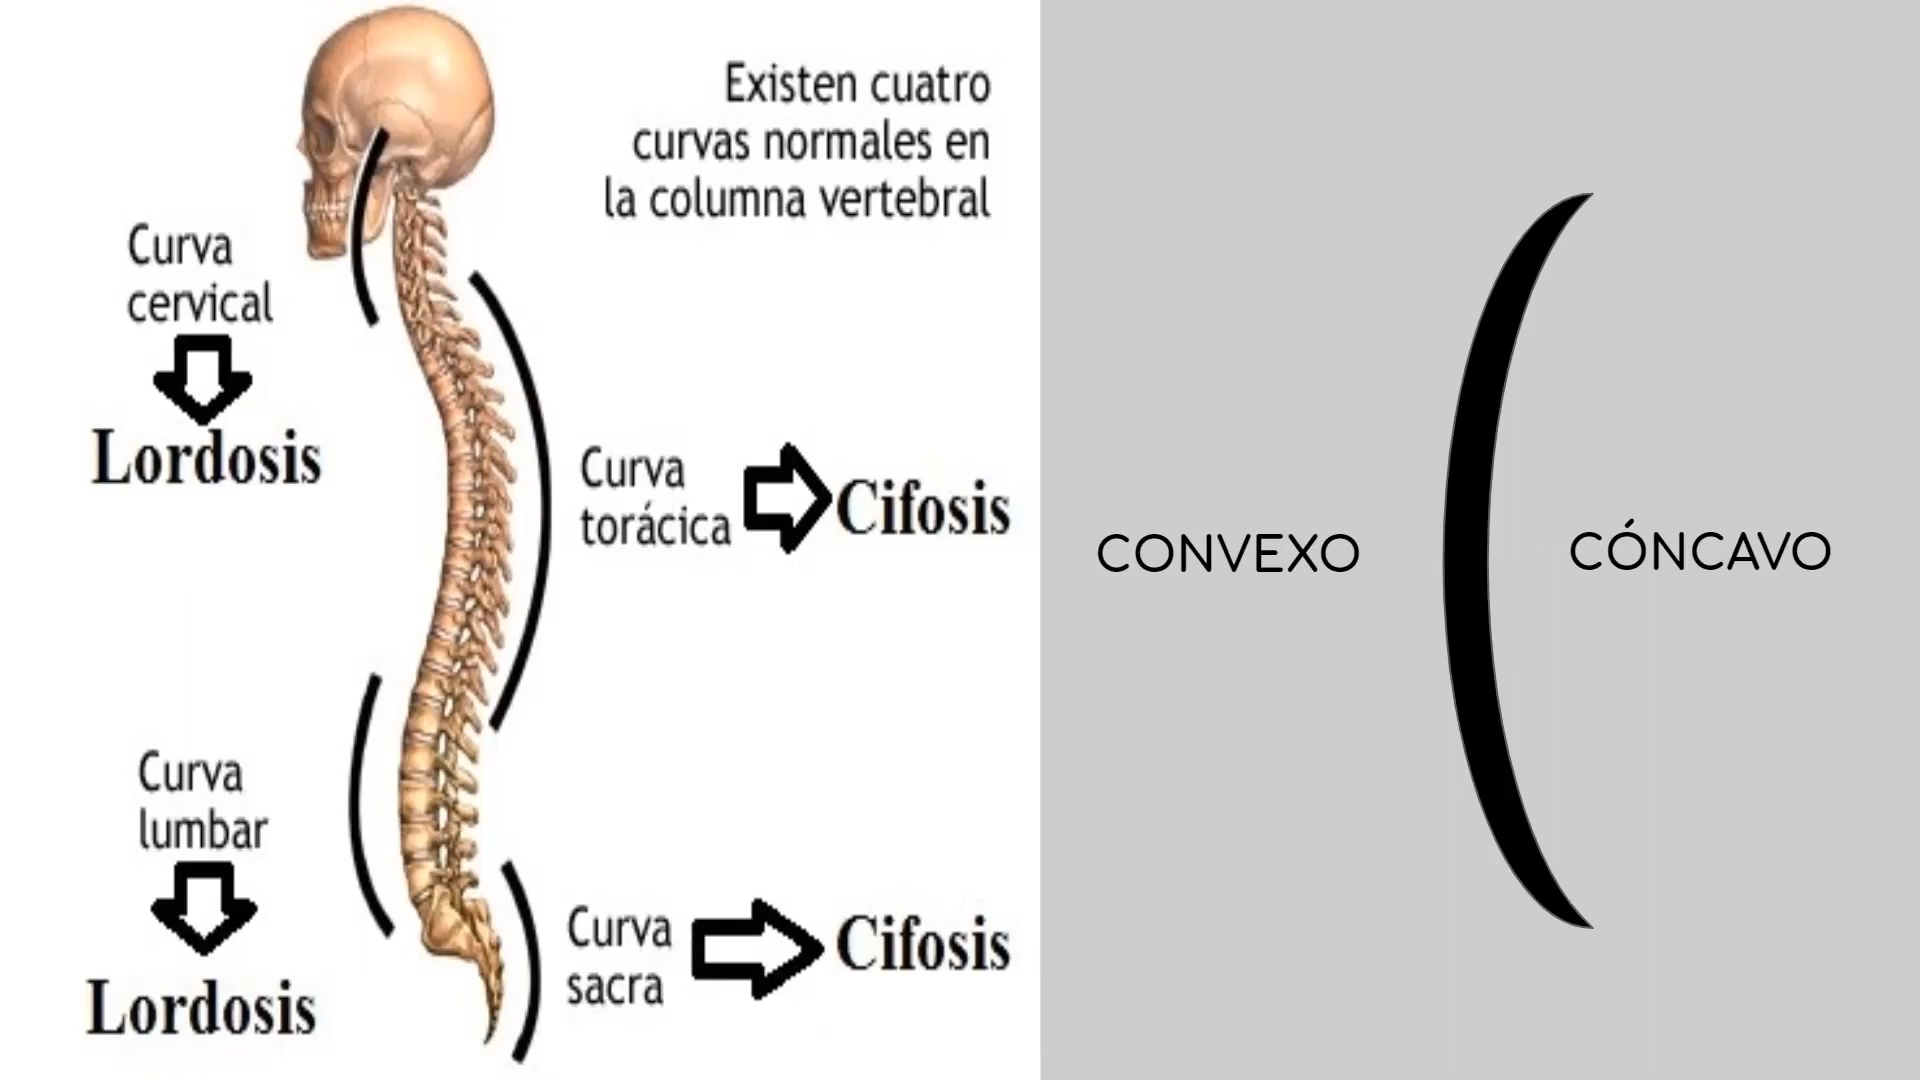 Existen cuatro
curvas normales en
la columna vertebral
Curva
cervical
Lordosis
Curva
torácica
Cifosis
Curva
lumbar
Lordosis
Curva
sacra
Cifosis
CONVEXO
CÓNCAVO